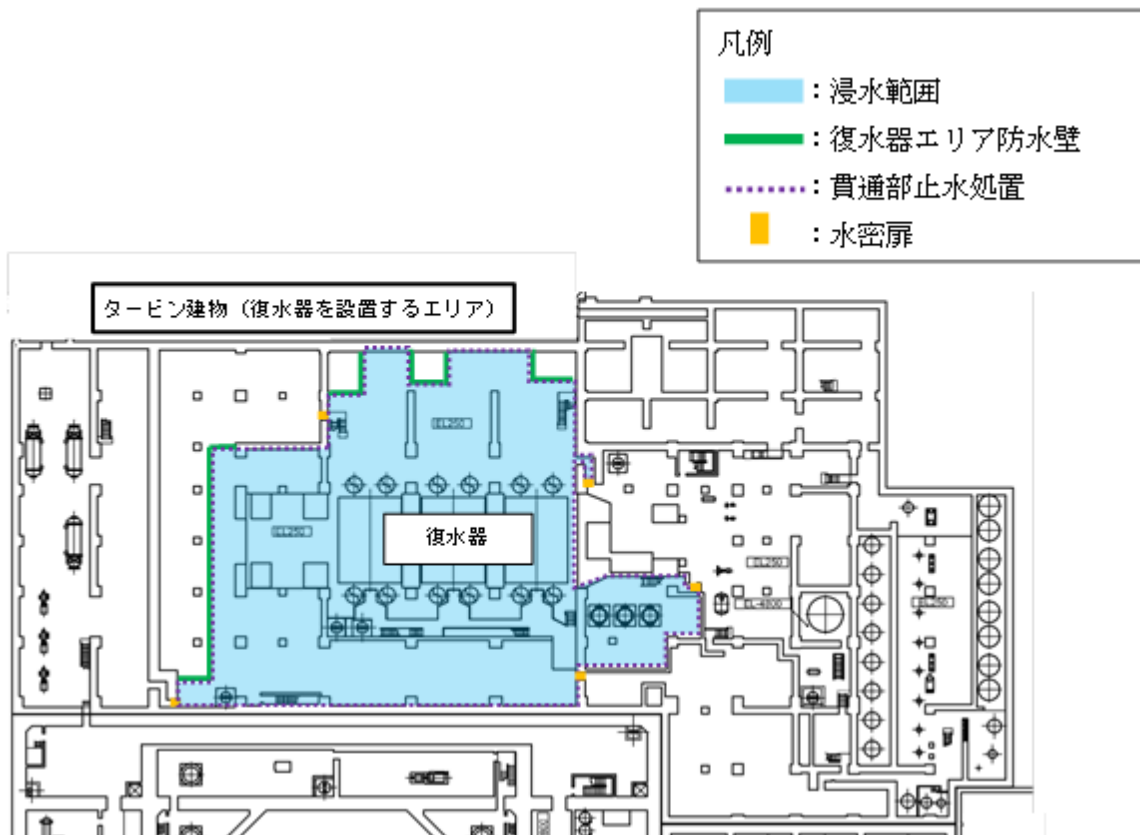 凡例
：浸水範囲
：復水器エリア防水壁
：貫通部止水処置
：水密扉
タービン建物（復水器を設置するエリア）
EL250
復水器
EL250
EL250
EL-4800
EL250